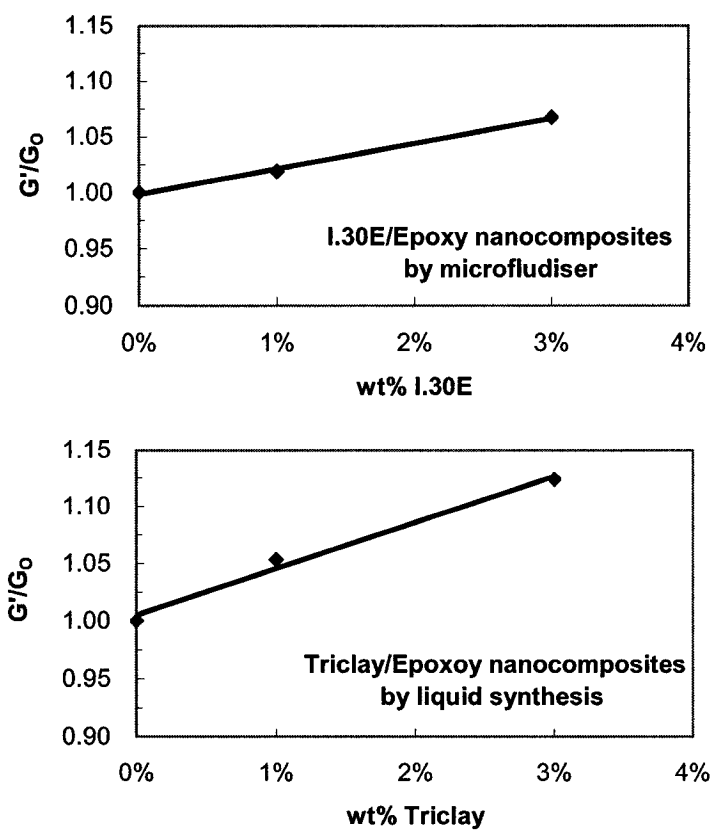 1.15
1.10
1.05
1.00
0.95
0.90
G'/GO
I.30E/Epoxy nanocomposites
by microfludiser
0% 1% 2% 3% 4%
wt% I.30E
1.15
1.10
1.05
1.00
0.95
0.90
G'/GO
Triclay/Epoxoy nanocomposites
by liquid synthesis
0% 1% 2% 3% 4%
wt% Triclay